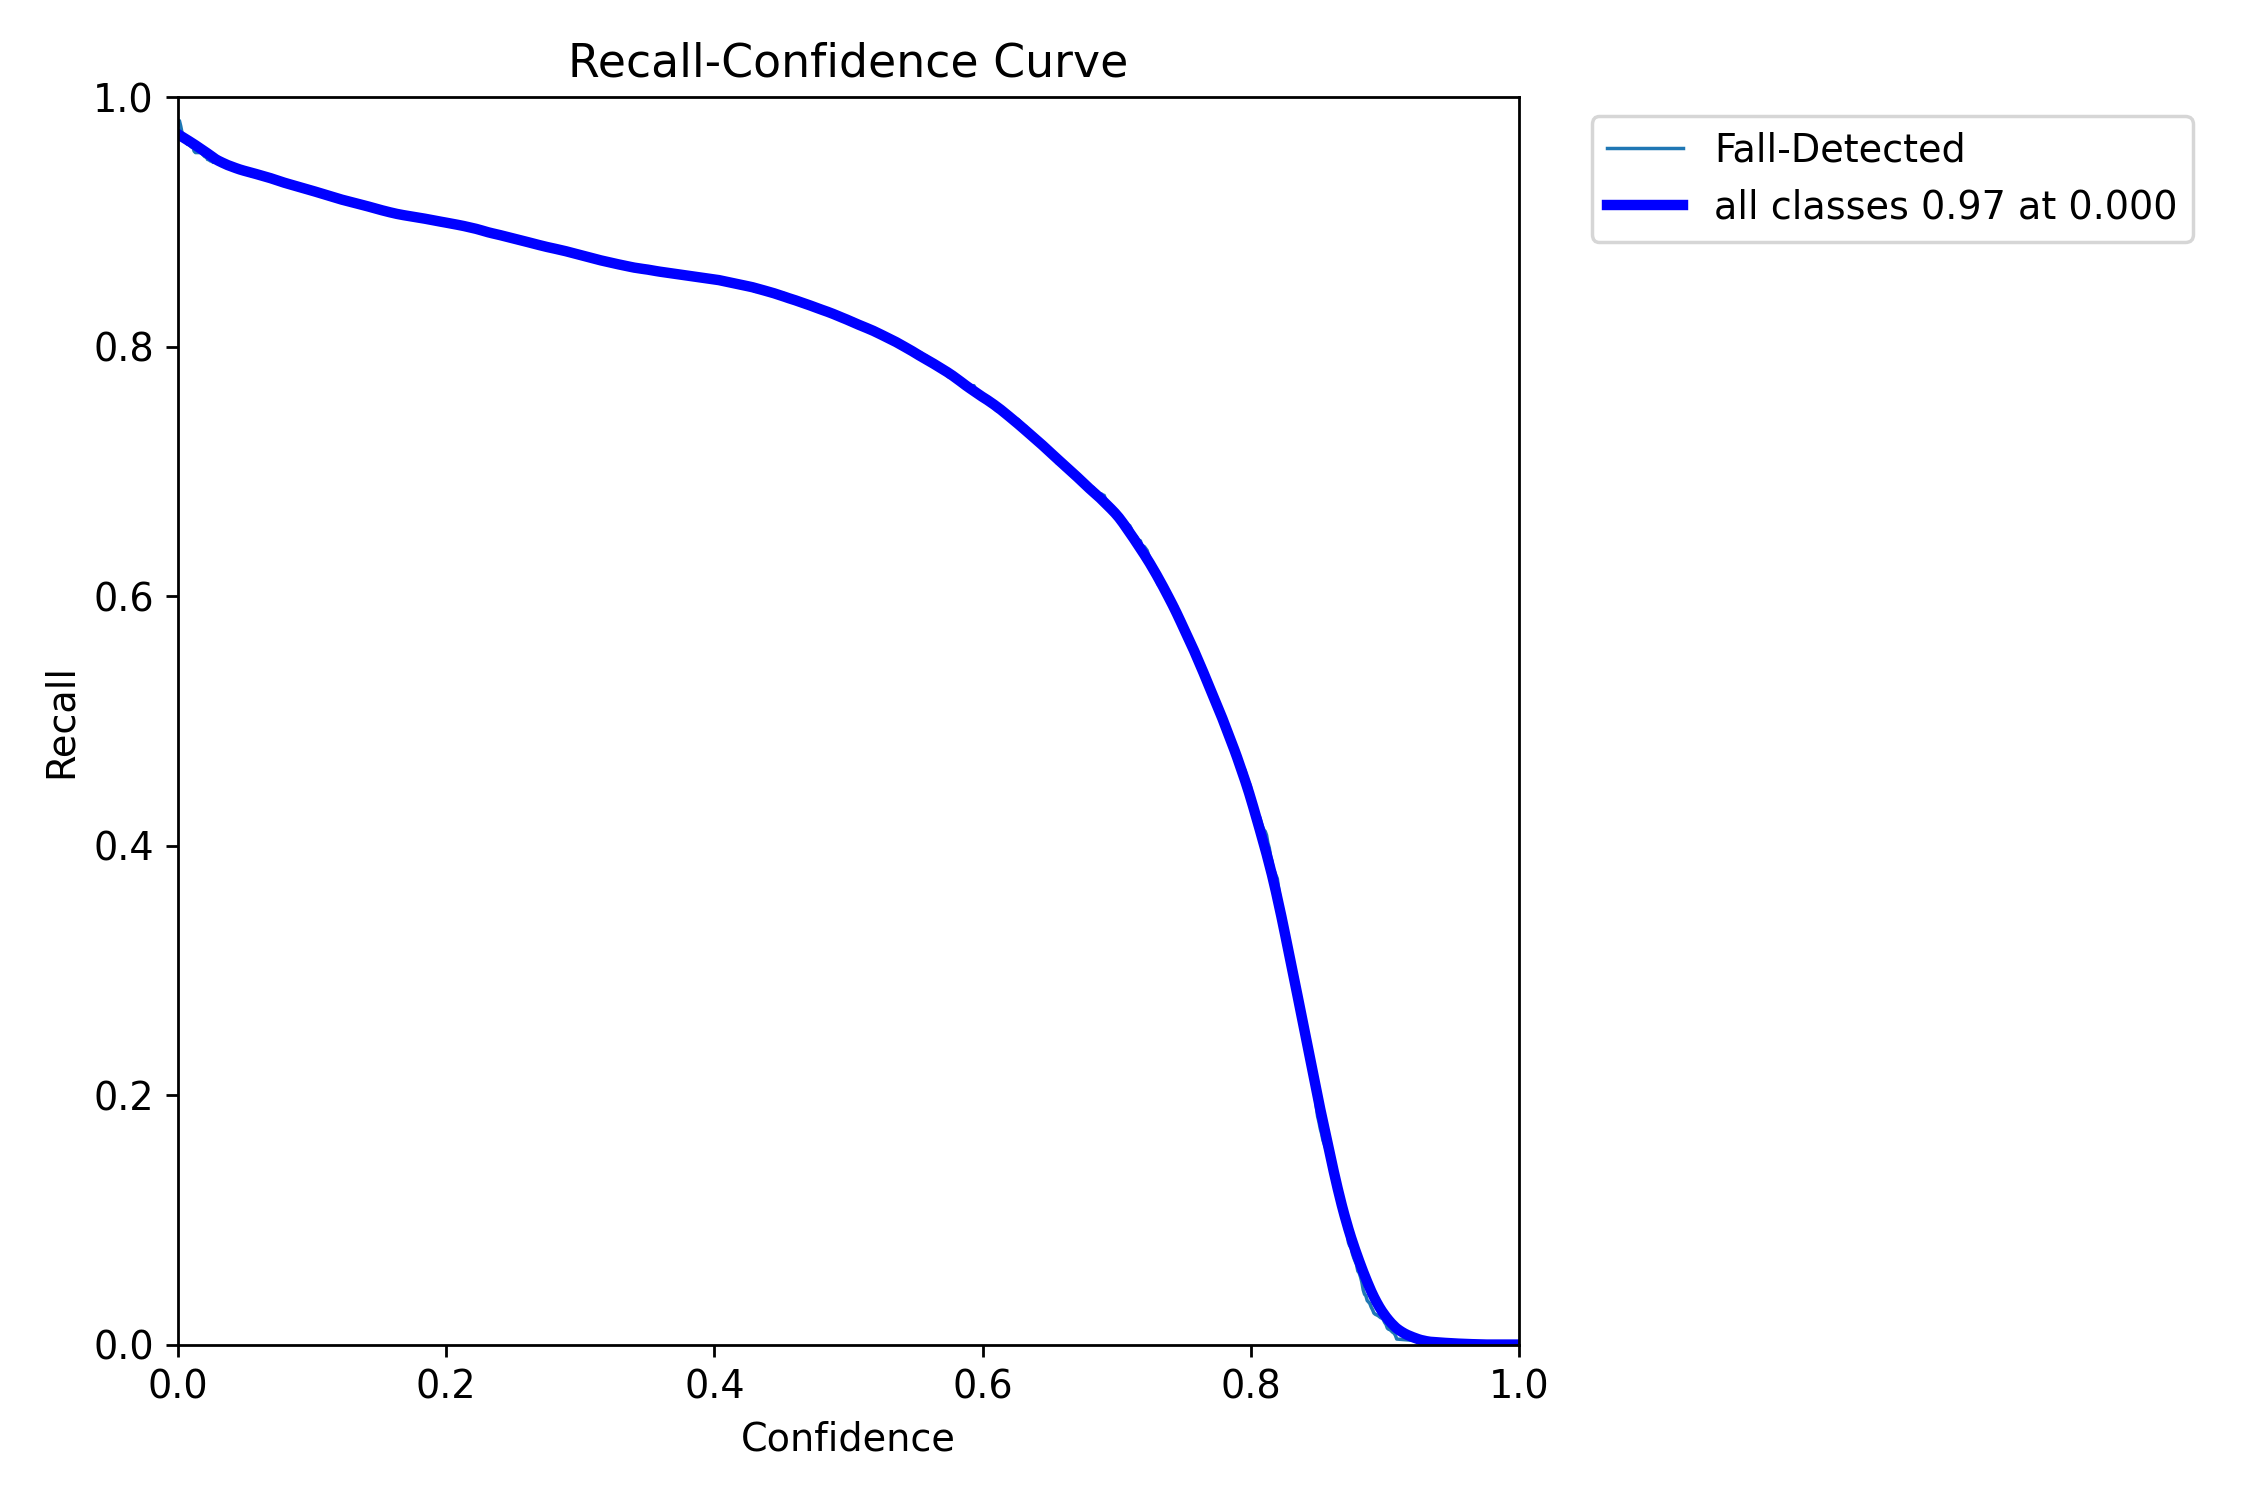 Recall-Confidence Curve
Fall-Detected
all classes 0.97 at 0.000
Recall
1.0
0.8
0.6
0.4
0.2
0.0
0.0 0.2 0.4 0.6 0.8 1.0
Confidence